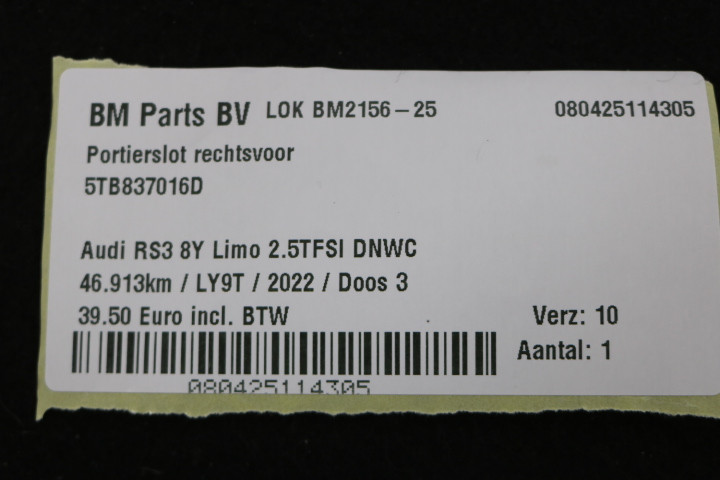 BM Parts BV LOK BM2156-25 080425114305
Portierslot rechtsvoor
5TB837016D
Audi RS3 8Y Limo 2.5TFSI DNWC
46.913km / LY9T / 2022 / Doos 3
39.50 Euro incl. BTW Verz: 10
Aantal: 1
080425114305